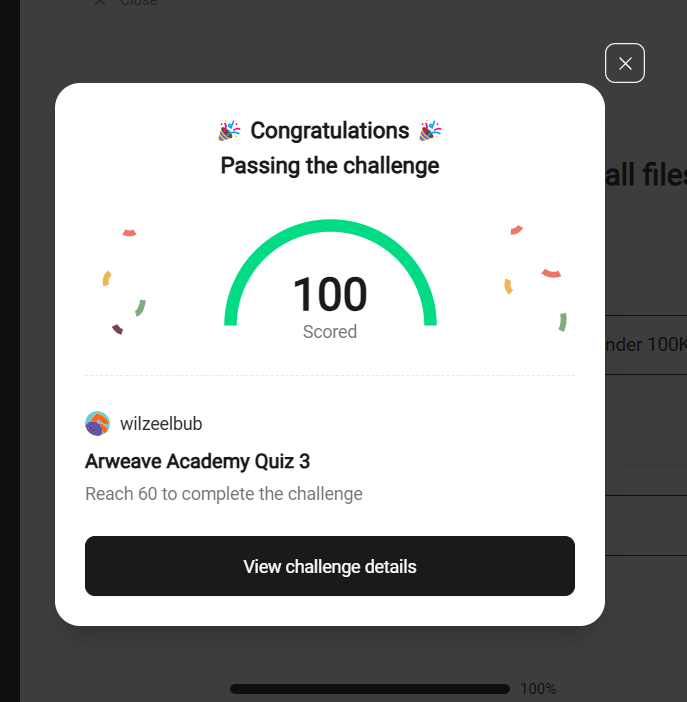 Close
🎉 Congratulations 🎉
Passing the challenge
all files
100
Scored
nder 100K
wilzeelbub
Arweave Academy Quiz 3
Reach 60 to complete the challenge
View challenge details
100%